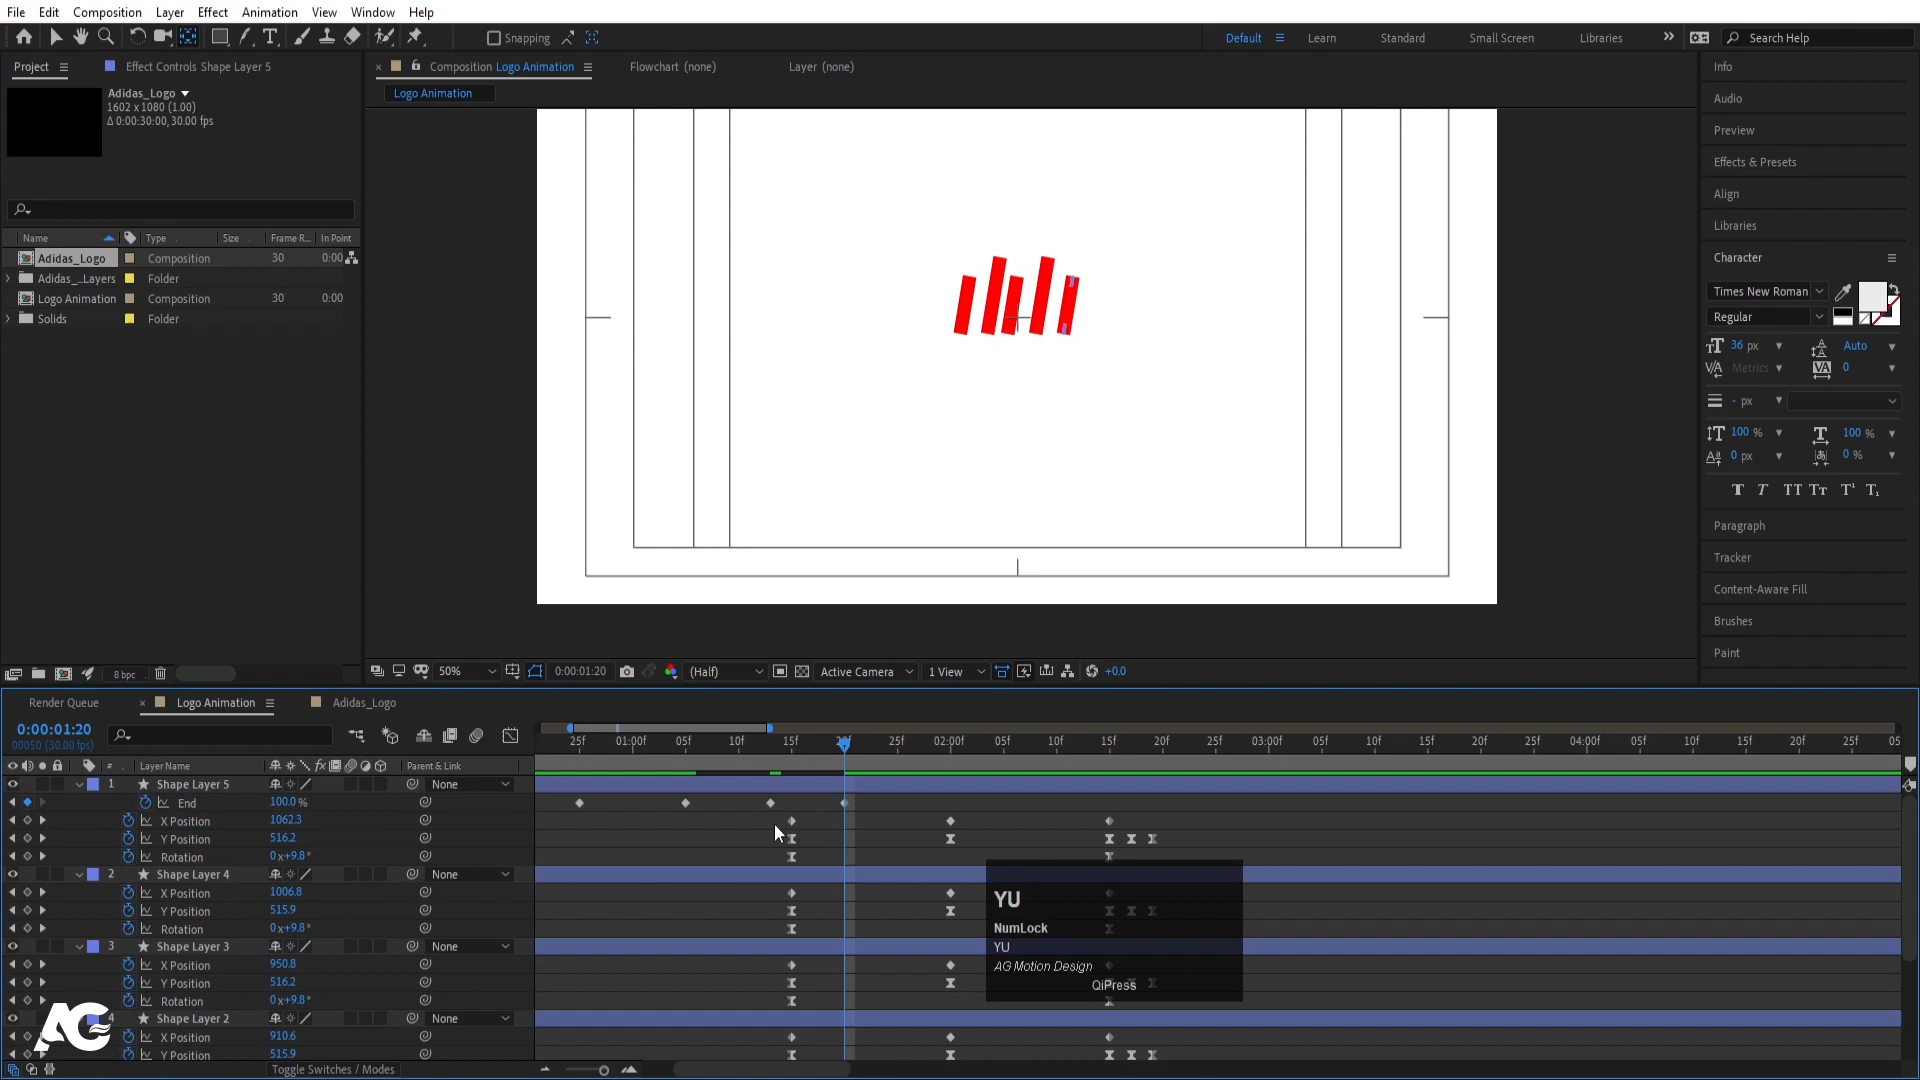 File Edit Composition Layer Effect Animation View Window Help
Snapping
Default Learn Standard Small Screen Libraries Search Help
Project Effect Controls Shape Layer 5
Composition Logo Animation Flowchart (none) Layer (none)
Logo Animation
Adidas_Logo
1602 x 1080 (1.00)
Δ 0:00:30:00, 30.00 fps
Name Type Size Frame R... In Point
Adidas_Logo Composition 30 0:00
Adidas_...Layers Folder
Logo Animation Composition 30 0:00
Solids Folder
8 bpc
50% 0:00:01:20 (Half) Active Camera 1 View +0.0
Info
Audio
Preview
Effects & Presets
Align
Libraries
Character
Times New Roman
Regular
36 px Auto
Metrics 0
- px
100 % 100 %
0 px 0 %
Paragraph
Tracker
Content-Aware Fill
Brushes
Paint
Render Queue Logo Animation Adidas_Logo
0:00:01:20
00050 (30.00 fps)
25f 01:00f 05f 10f 15f 20f 25f 02:00f 05f 10f 15f 20f 25f 03:00f 05f 10f 15f 20f 25f 04:00f 05f 10f 15f 20f 25f 05
# Layer Name Parent & Link
1 Shape Layer 5 None
End 100.0 %
X Position 1062.3
Y Position 516.2
Rotation 0x+9.8°
2 Shape Layer 4 None
X Position 1006.8
Y Position 515.9
Rotation 0x+9.8°
3 Shape Layer 3 None
X Position 950.8
Y Position 516.2
Rotation 0x+9.8°
4 Shape Layer 2 None
X Position 910.6
Y Position 515.9
Toggle Switches / Modes
YU
NumLock
YU
AG Motion Design
QiPress
AG